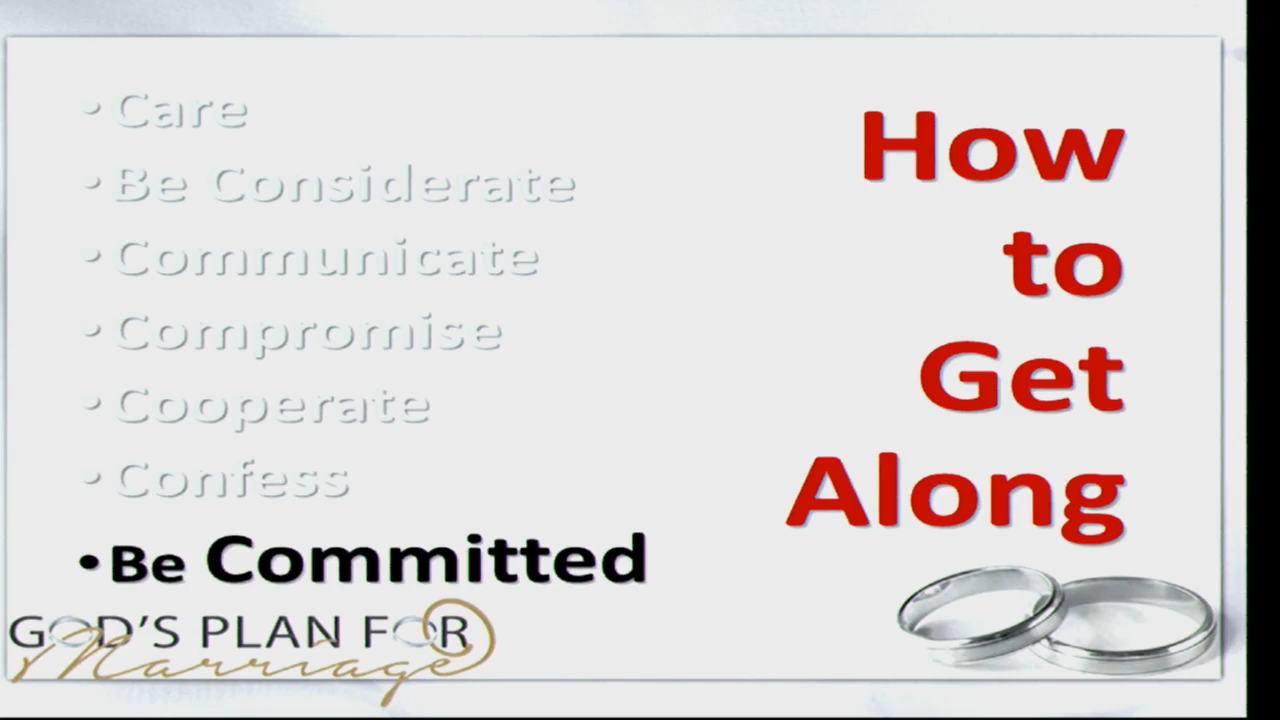 • Care
• Be Considerate
• Communicate
• Compromise
• Cooperate
• Confess
• Be Committed
How
to
Get
Along
GOD'S PLAN FOR
Marriage